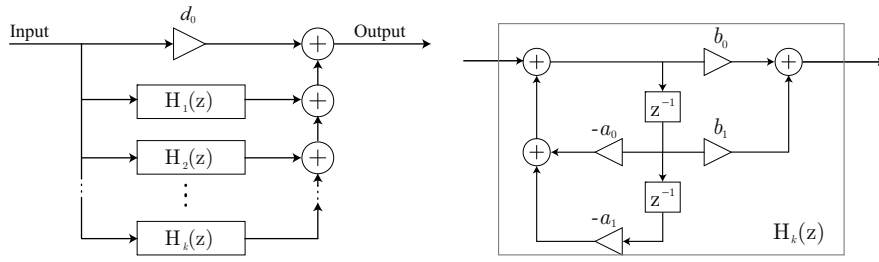 d₀
Input
Output
H₁(z)
H₂(z)
Hₖ(z)
b₀
z⁻¹
-a₀
b₁
z⁻¹
-a₁
Hₖ(z)